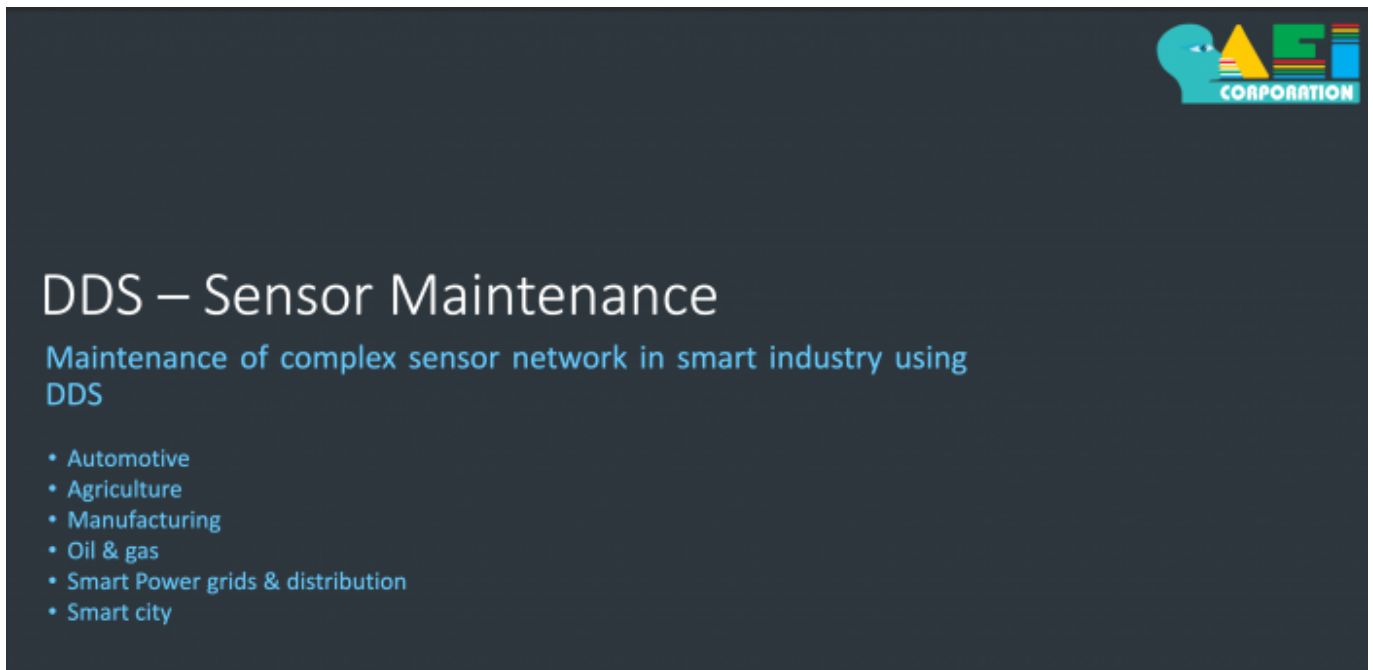 AEi
CORPORATION
DDS – Sensor Maintenance
Maintenance of complex sensor network in smart industry using
DDS
• Automotive
• Agriculture
• Manufacturing
• Oil & gas
• Smart Power grids & distribution
• Smart city